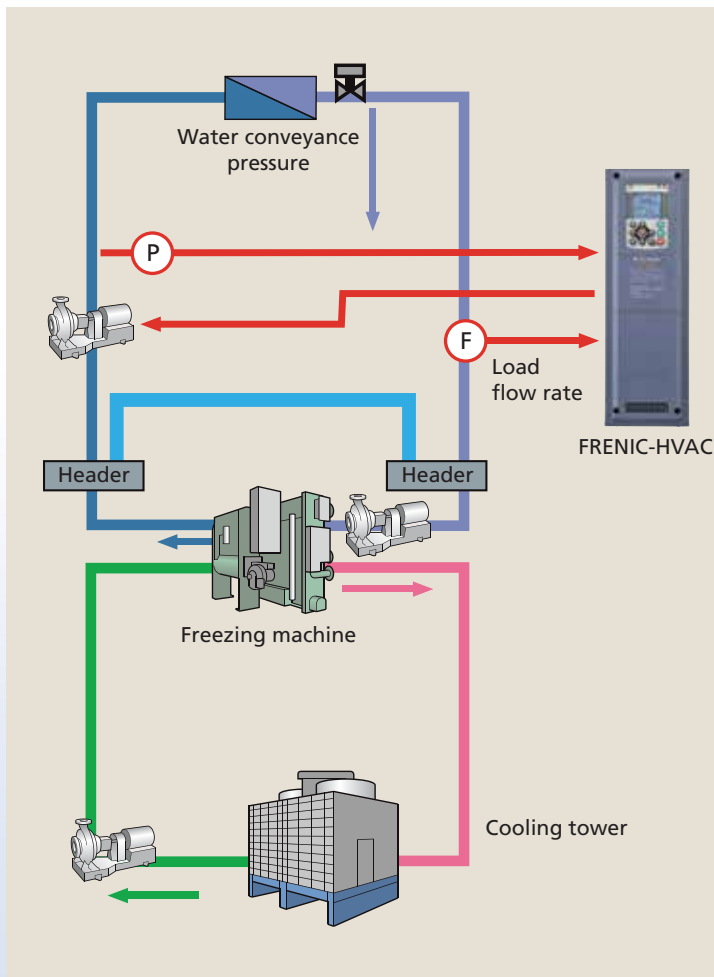 Water conveyance
pressure
P
F
Load
flow rate
FRENIC-HVAC
Header
Header
Freezing machine
Cooling tower